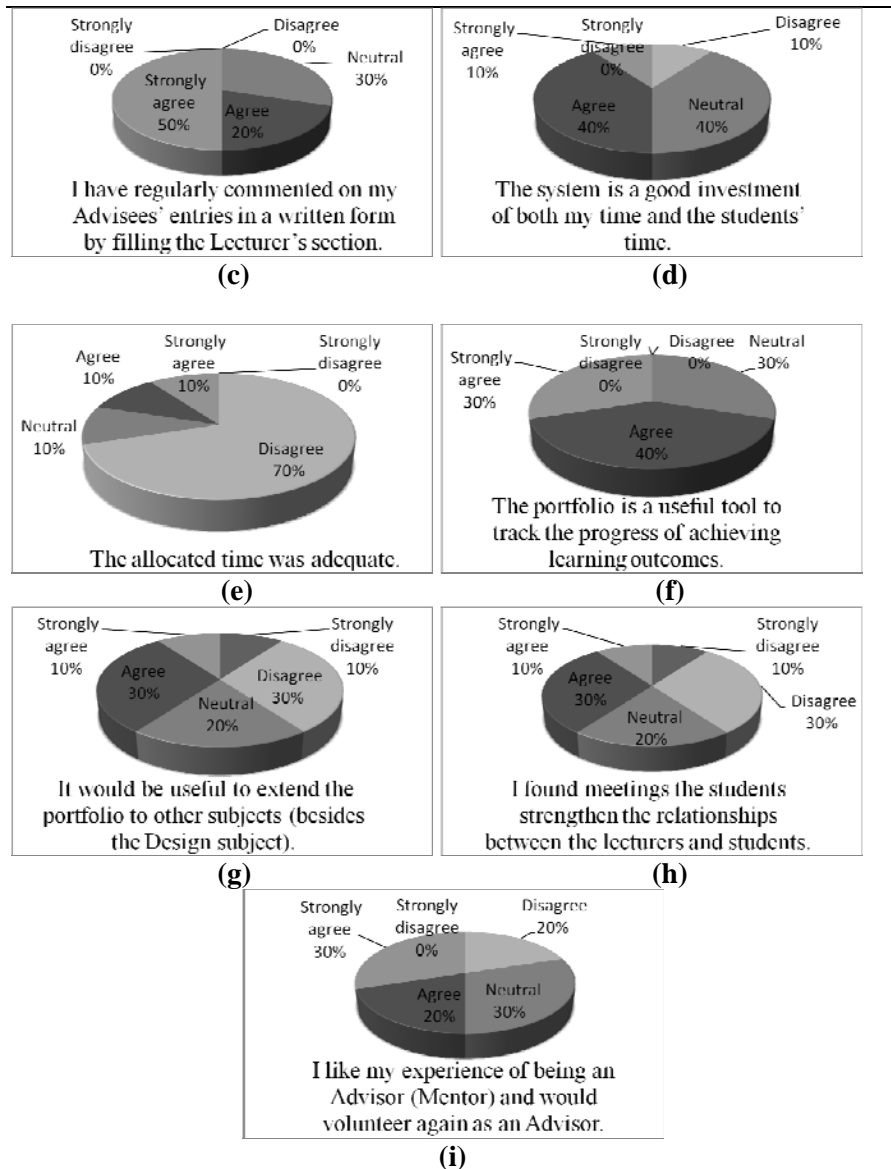 Strongly
disagree
0%
Disagree
0%
Neutral
30%
Strongly
agree
50%
Agree
20%
I have regularly commented on my
Advisees' entries in a written form
by filling the Lecturer's section.
(c)
Strongly
agree
10%
Strongly
disagree
0%
Disagree
10%
Agree
40%
Neutral
40%
The system is a good investment
of both my time and the students'
time.
(d)
Agree
10%
Strongly
agree
10%
Strongly
disagree
0%
Neutral
10%
Disagree
70%
The allocated time was adequate.
(e)
Strongly
agree
30%
Strongly
disagree
0%
Disagree
0%
Neutral
30%
Agree
40%
The portfolio is a useful tool to
track the progress of achieving
learning outcomes.
(f)
Strongly
agree
10%
Strongly
disagree
10%
Agree
30%
Disagree
30%
Neutral
20%
It would be useful to extend the
portfolio to other subjects (besides
the Design subject).
(g)
Strongly
agree
10%
Strongly
disagree
10%
Agree
30%
Disagree
30%
Neutral
20%
I found meetings the students
strengthen the relationships
between the lecturers and students.
(h)
Strongly
agree
30%
Strongly
disagree
0%
Disagree
20%
Agree
20%
Neutral
30%
I like my experience of being an
Advisor (Mentor) and would
volunteer again as an Advisor.
(i)